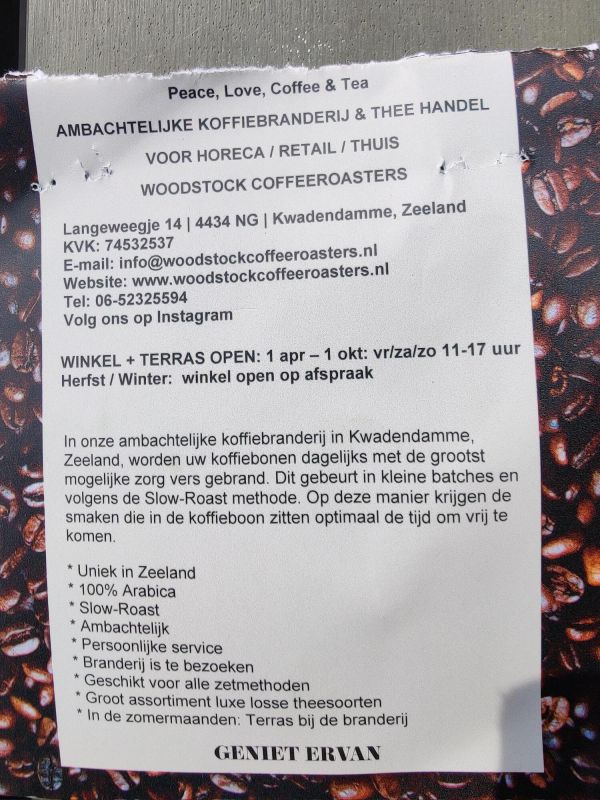 Peace, Love, Coffee & Tea
AMBACHTELIJKE KOFFIEBRANDERIJ & THEE HANDEL
VOOR HORECA / RETAIL / THUIS
WOODSTOCK COFFEEROASTERS
Langeweegje 14 | 4434 NG | Kwadendamme, Zeeland
KVK: 74532537
E-mail: info@woodstockcoffeeroasters.nl
Website: www.woodstockcoffeeroasters.nl
Tel: 06-52325594
Volg ons op Instagram
WINKEL + TERRAS OPEN: 1 apr – 1 okt: vr/za/zo 11-17 uur
Herfst / Winter: winkel open op afspraak
In onze ambachtelijke koffiebranderij in Kwadendamme,
Zeeland, worden uw koffiebonen dagelijks met de grootst
mogelijke zorg vers gebrand. Dit gebeurt in kleine batches en
volgens de Slow-Roast methode. Op deze manier krijgen de
smaken die in de koffieboon zitten optimaal de tijd om vrij te
komen.
* Uniek in Zeeland
* 100% Arabica
* Slow-Roast
* Ambachtelijk
* Persoonlijke service
* Branderij is te bezoeken
* Geschikt voor alle zetmethoden
* Groot assortiment luxe losse theesoorten
* In de zomermaanden: Terras bij de branderij
GENIET ERVAN